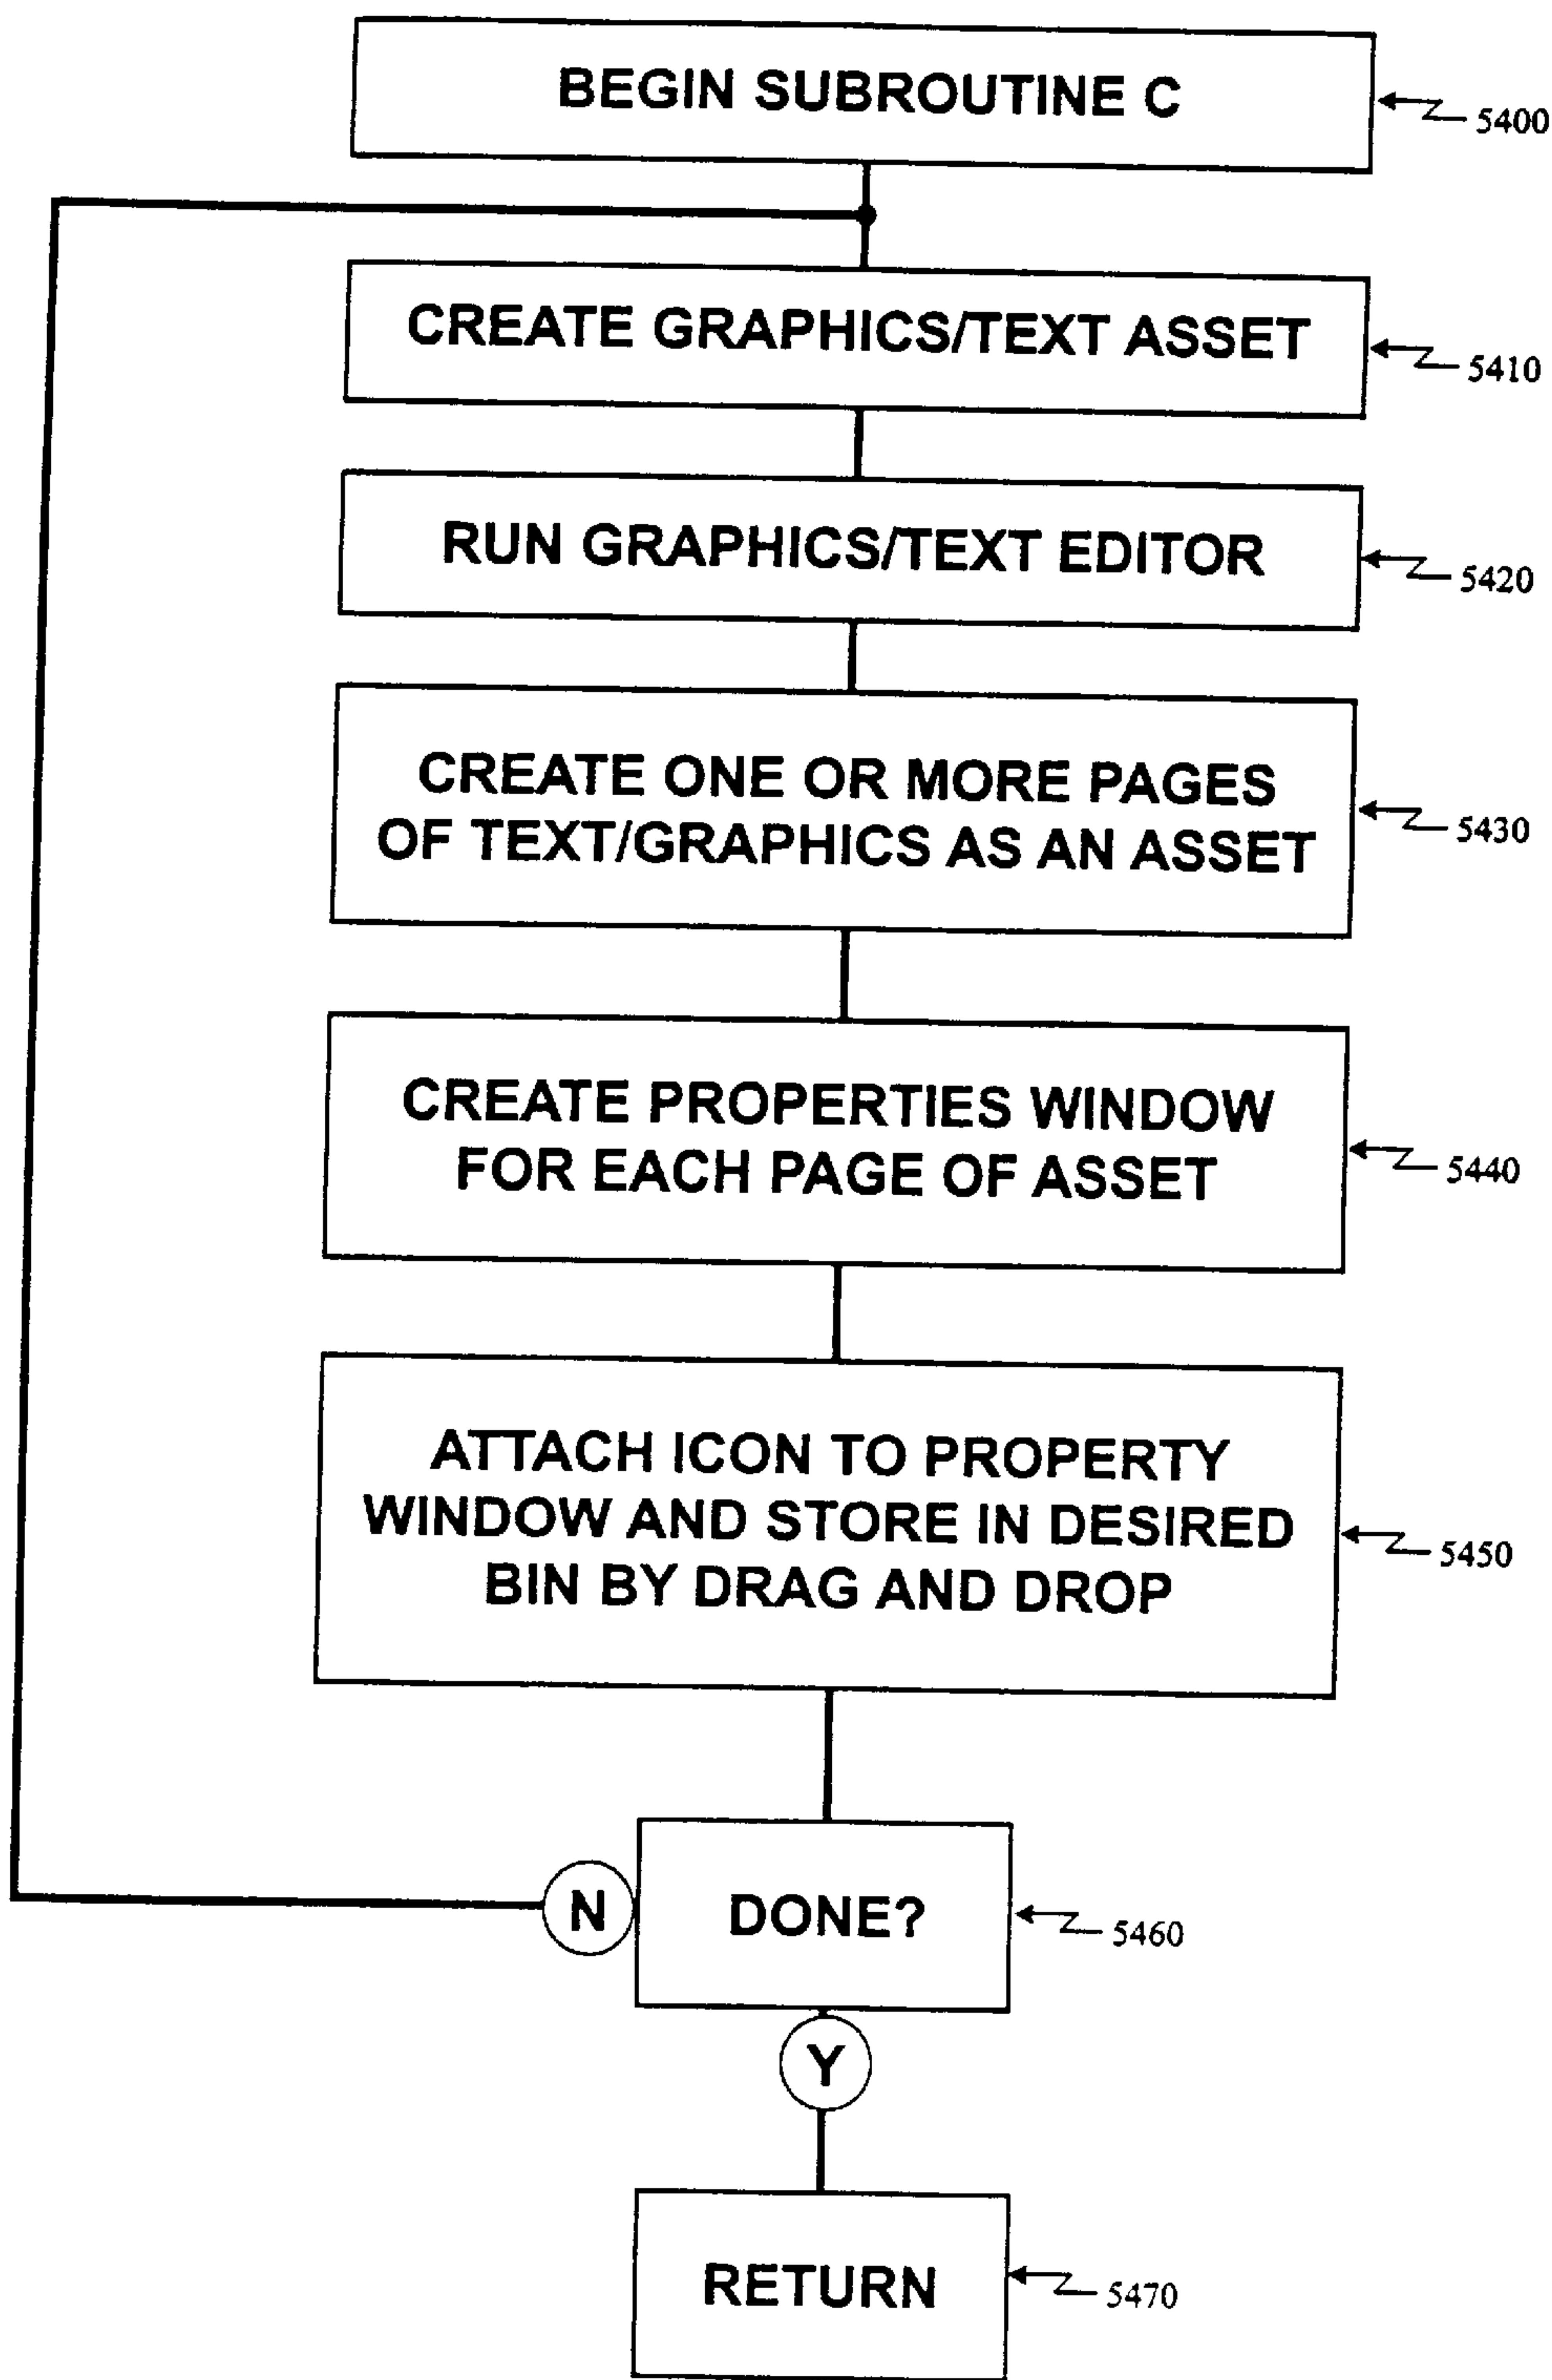 BEGIN SUBROUTINE C
5400
CREATE GRAPHICS/TEXT ASSET
5410
RUN GRAPHICS/TEXT EDITOR
5420
CREATE ONE OR MORE PAGES
OF TEXT/GRAPHICS AS AN ASSET
5430
CREATE PROPERTIES WINDOW
FOR EACH PAGE OF ASSET
5440
ATTACH ICON TO PROPERTY
WINDOW AND STORE IN DESIRED
BIN BY DRAG AND DROP
5450
N
DONE?
5460
Y
RETURN
5470